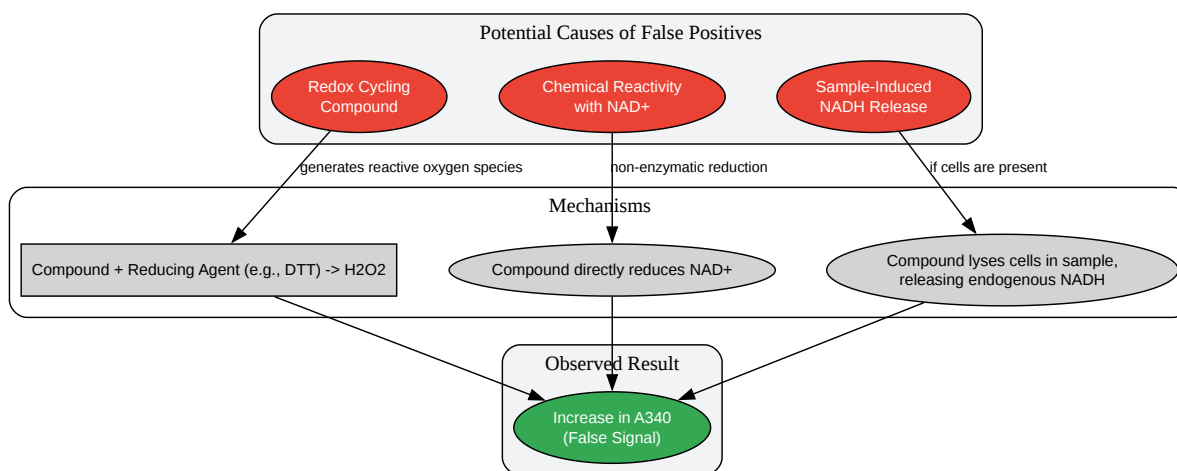 Potential Causes of False Positives
Redox Cycling
Compound
Chemical Reactivity
with NAD+
Sample-Induced
NADH Release
generates reactive oxygen species
non-enzymatic reduction
if cells are present
Mechanisms
Compound + Reducing Agent (e.g., DTT) -> H2O2
Compound directly reduces NAD+
Compound lyses cells in sample,
releasing endogenous NADH
Observed Result
Increase in A340
(False Signal)